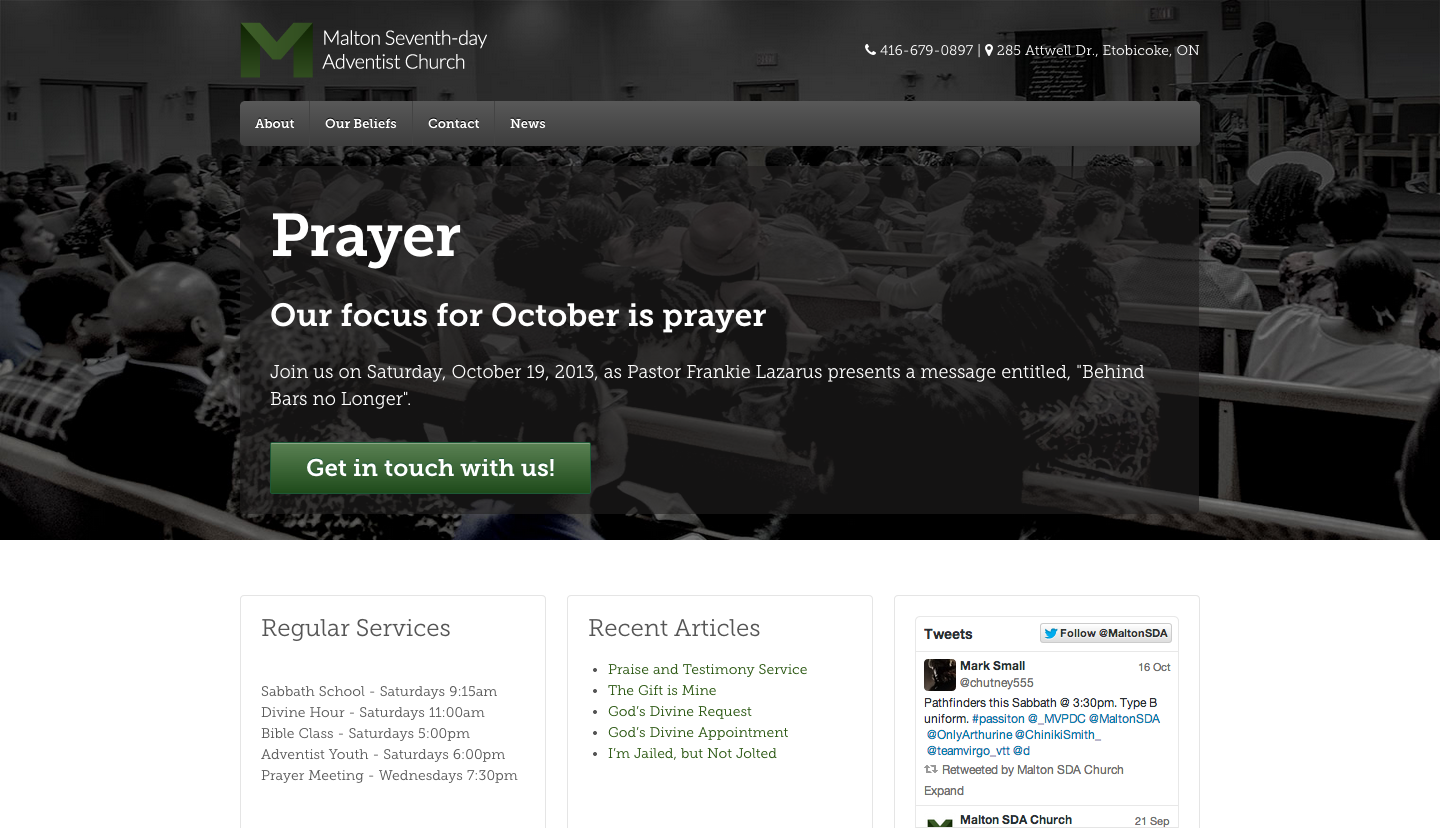 Malton Seventh-day
Adventist Church
416-679-0897 | 285 Attwell Dr., Etobicoke, ON
About
Our Beliefs
Contact
News
Prayer
Our focus for October is prayer
Join us on Saturday, October 19, 2013, as Pastor Frankie Lazarus presents a message entitled, "Behind
Bars no Longer".
Get in touch with us!
Regular Services
Sabbath School - Saturdays 9:15am
Divine Hour - Saturdays 11:00am
Bible Class - Saturdays 5:00pm
Adventist Youth - Saturdays 6:00pm
Prayer Meeting - Wednesdays 7:30pm
Recent Articles
Praise and Testimony Service
The Gift is Mine
God's Divine Request
God's Divine Appointment
I'm Jailed, but Not Jolted
Tweets
Follow @MaltonSDA
Mark Small
16 Oct
@chutney555
Pathfinders this Sabbath @ 3:30pm. Type B
uniform. #passiton @_MVPDC @MaltonSDA
@OnlyArthurine @ChinikiSmith_
@teamvirgo_vtt @d
Retweeted by Malton SDA Church
Expand
Malton SDA Church
21 Sep